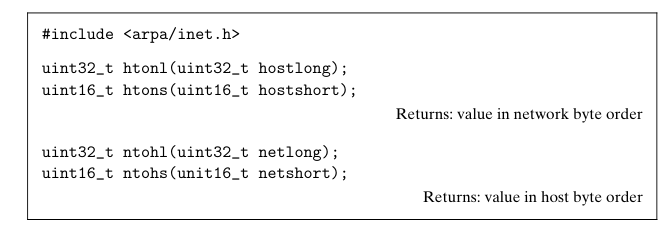 #include <arpa/inet.h>
uint32_t htonl(uint32_t hostlong);
uint16_t htons(uint16_t hostshort);
Returns: value in network byte order
uint32_t ntohl(uint32_t netlong);
uint16_t ntohs(unit16_t netshort);
Returns: value in host byte order